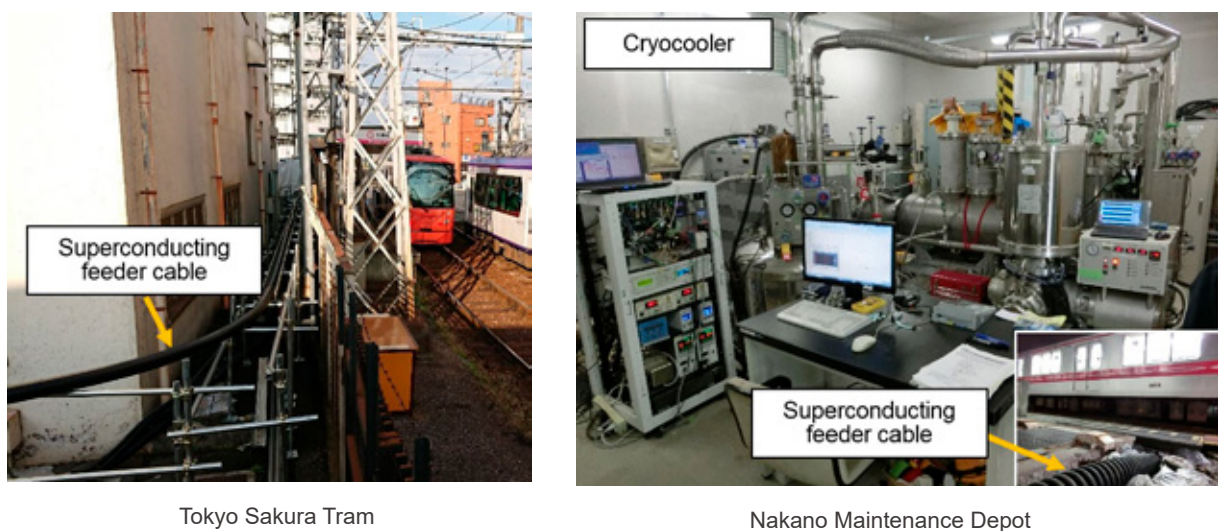 Superconducting
feeder cable
Tokyo Sakura Tram
Cryocooler
Superconducting
feeder cable
Nakano Maintenance Depot